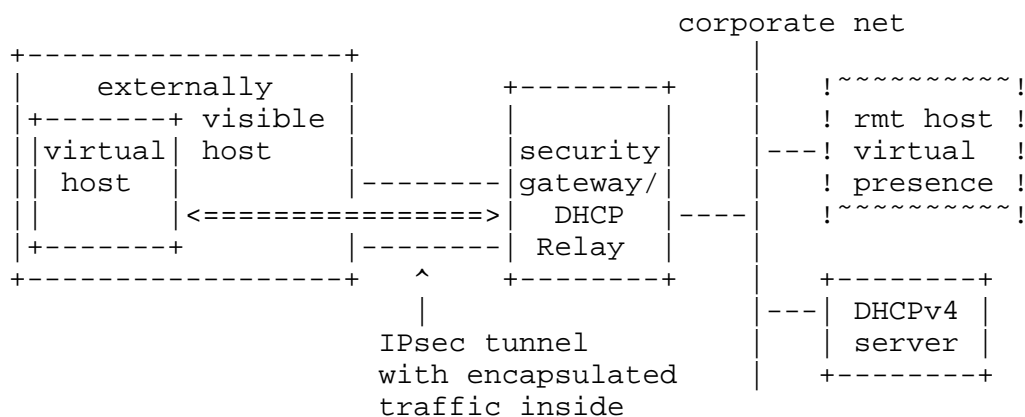 corporate net
externally
visible
virtual host
rmt host
security
virtual
host
gateway/
presence
DHCP
Relay
DHCPv4
IPsec tunnel
server
with encapsulated
traffic inside